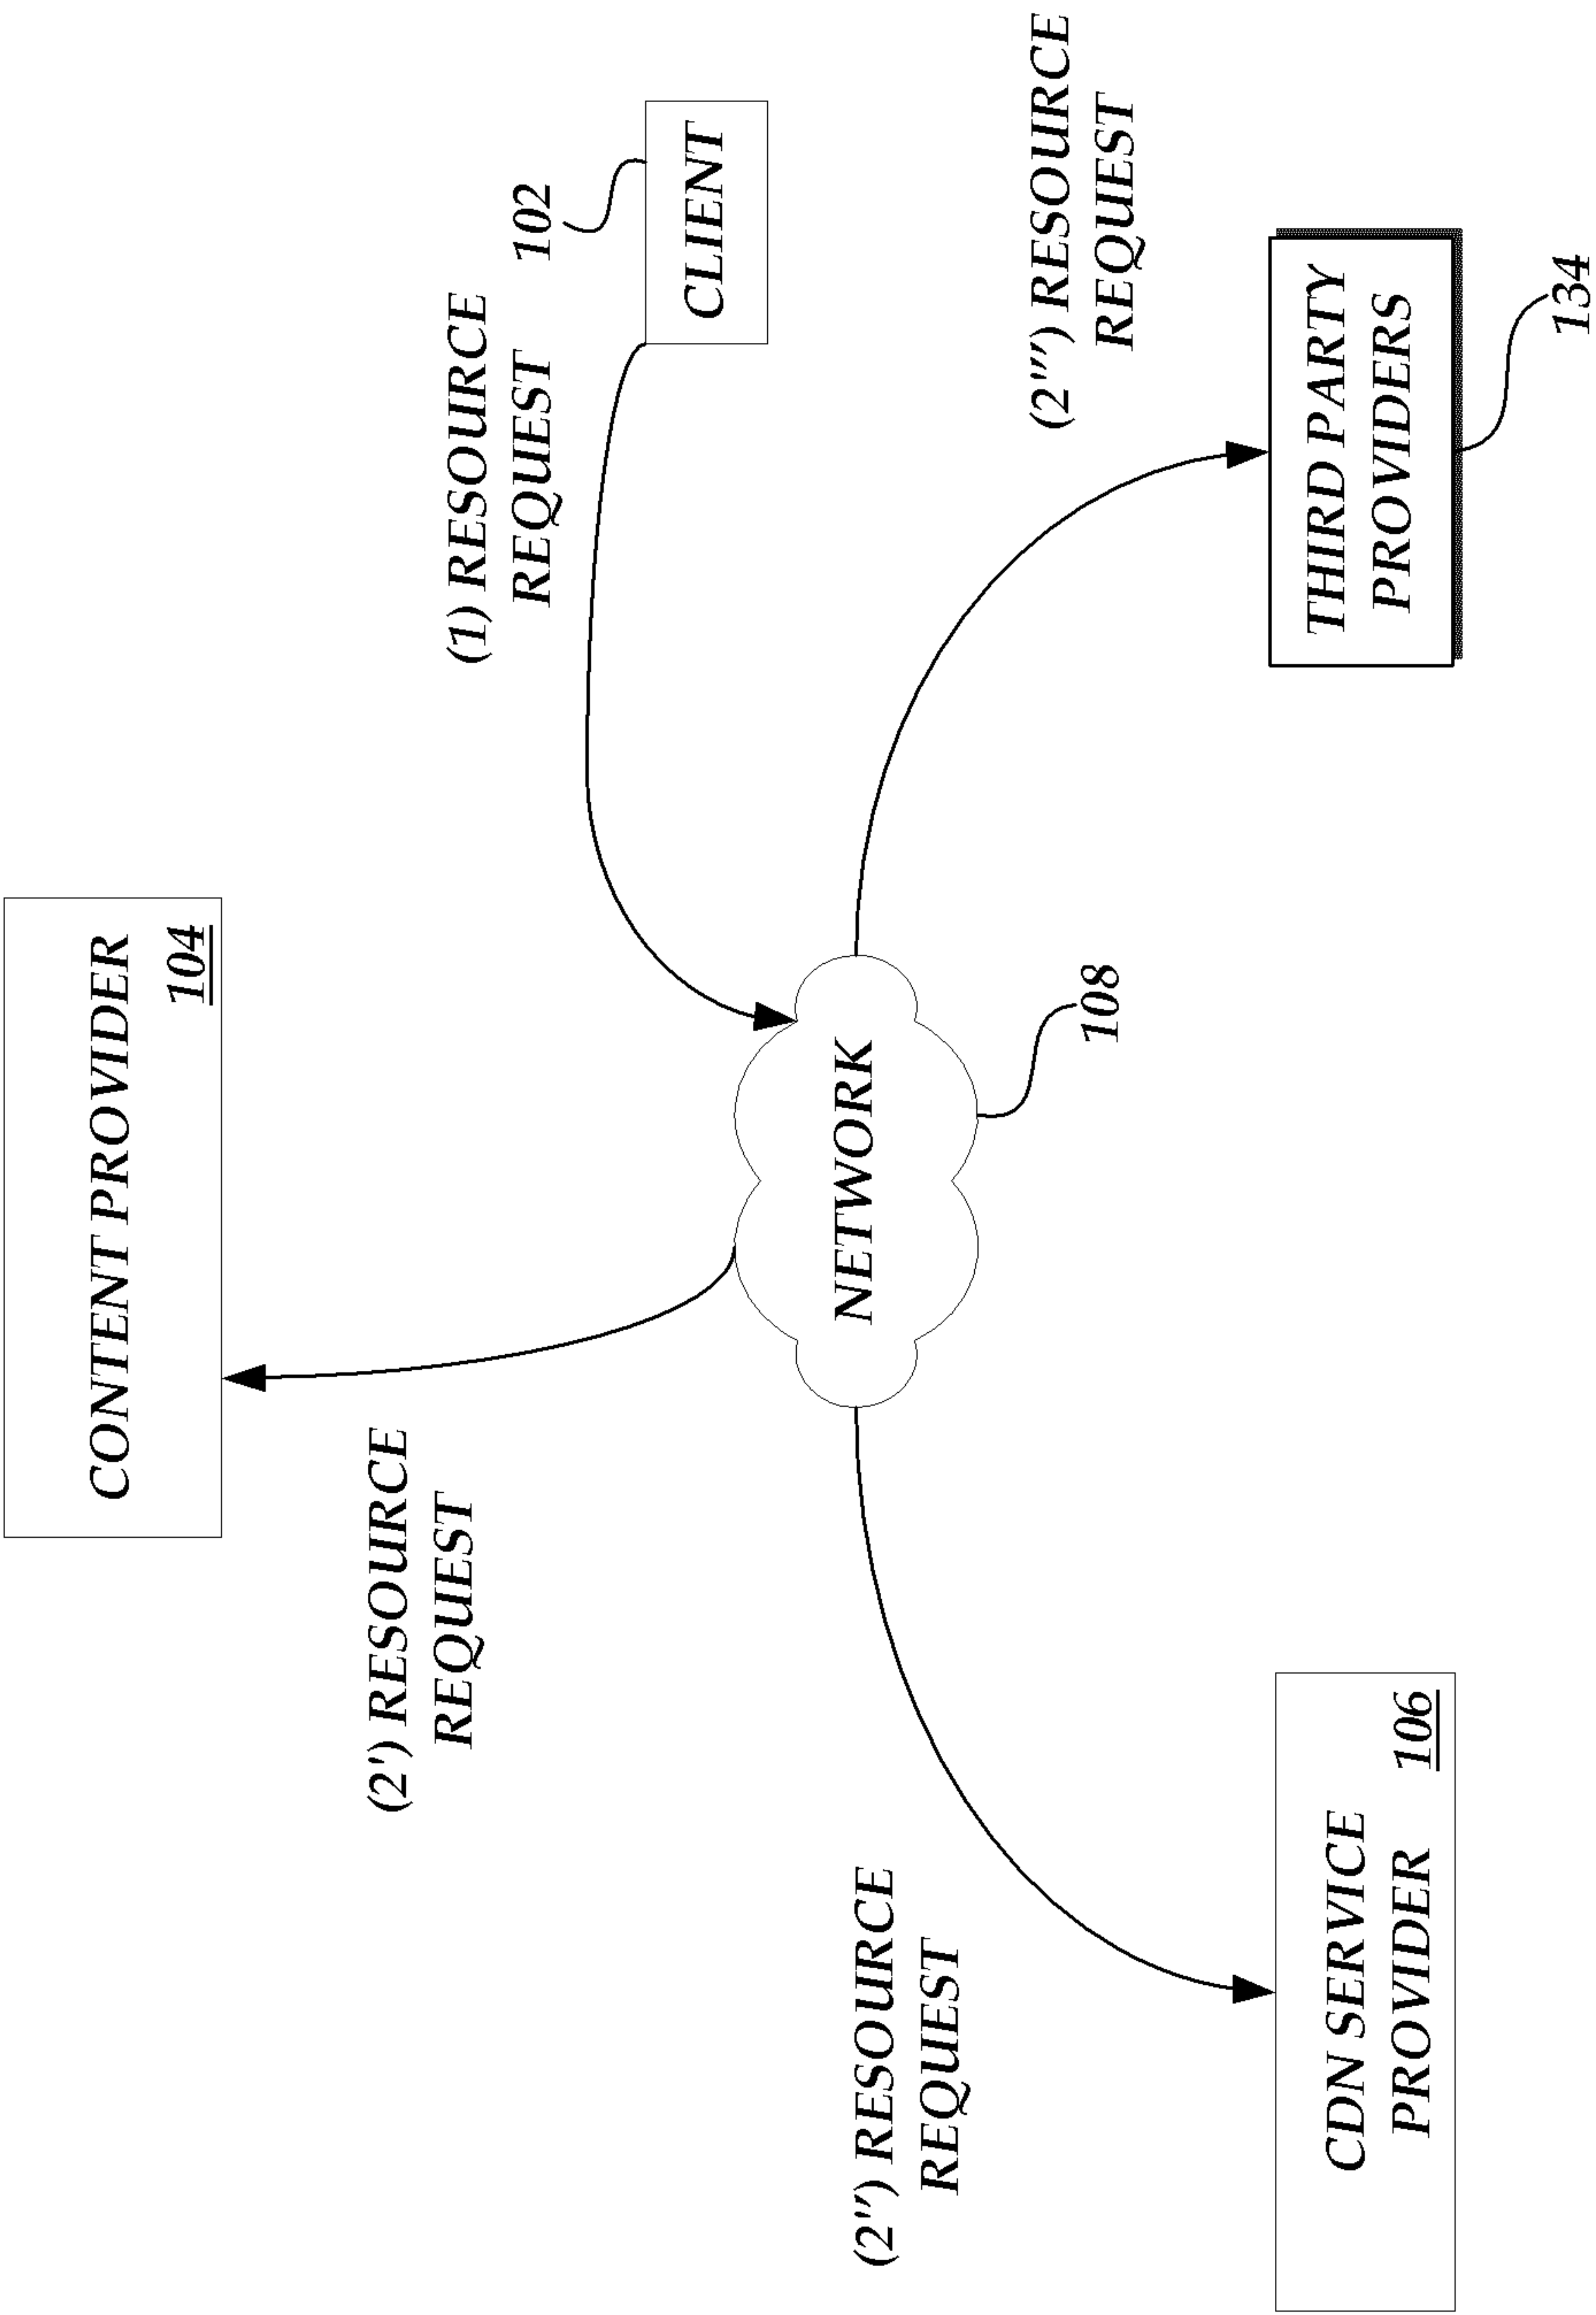 CONTENT PROVIDER
104
(2') RESOURCE
REQUEST
(1) RESOURCE
REQUEST
102
CLIENT
NETWORK
108
(2'') RESOURCE
REQUEST
(2''') RESOURCE
REQUEST
CDN SERVICE
PROVIDER
106
THIRD PARTY
PROVIDERS
134